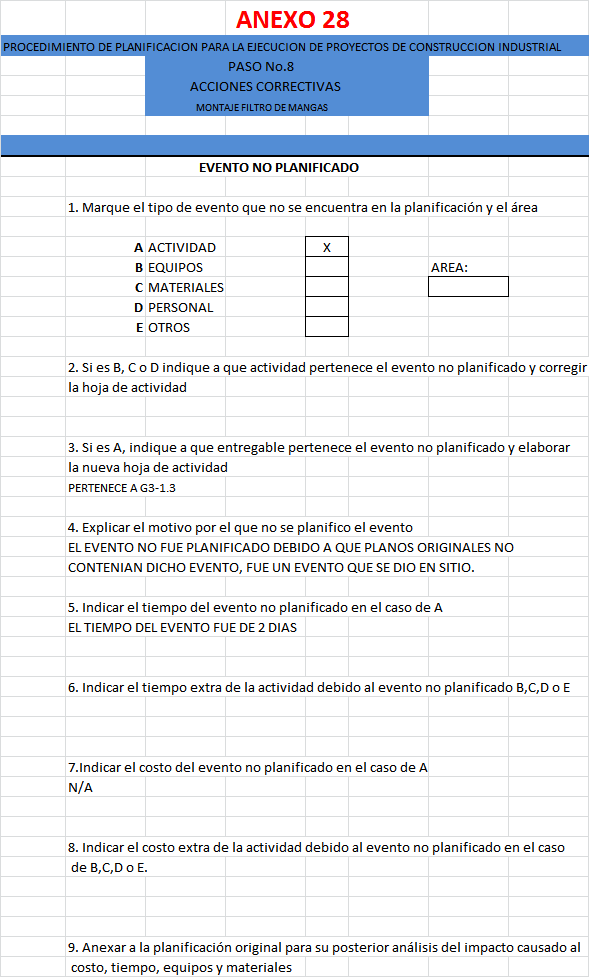 ANEXO 28
PROCEDIMIENTO DE PLANIFICACION PARA LA EJECUCION DE PROYECTOS DE CONSTRUCCION INDUSTRIAL
PASO No.8
ACCIONES CORRECTIVAS
MONTAJE FILTRO DE MANGAS
EVENTO NO PLANIFICADO
1. Marque el tipo de evento que no se encuentra en la planificación y el área
A ACTIVIDAD X
B EQUIPOS AREA:
C MATERIALES
D PERSONAL
E OTROS
2. Si es B, C o D indique a que actividad pertenece el evento no planificado y corregir
la hoja de actividad
3. Si es A, indique a que entregable pertenece el evento no planificado y elaborar
la nueva hoja de actividad
PERTENECE A G3-1.3
4. Explicar el motivo por el que no se planifico el evento
EL EVENTO NO FUE PLANIFICADO DEBIDO A QUE PLANOS ORIGINALES NO
CONTENIAN DICHO EVENTO, FUE UN EVENTO QUE SE DIO EN SITIO.
5. Indicar el tiempo del evento no planificado en el caso de A
EL TIEMPO DEL EVENTO FUE DE 2 DIAS
6. Indicar el tiempo extra de la actividad debido al evento no planificado B,C,D o E
7.Indicar el costo del evento no planificado en el caso de A
N/A
8. Indicar el costo extra de la actividad debido al evento no planificado en el caso
de B,C,D o E.
9. Anexar a la planificación original para su posterior análisis del impacto causado al
costo, tiempo, equipos y materiales